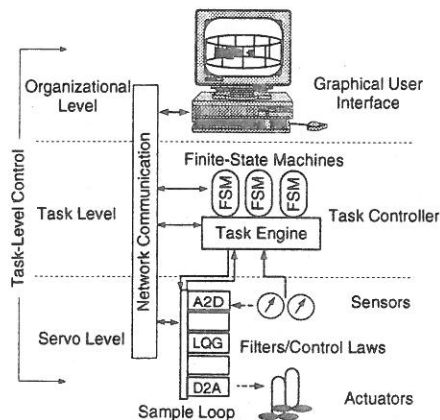 Organizational
Level
Graphical User
Interface
Task-Level Control
Network Communication
Finite-State Machines
FSM
FSM
FSM
Task Level
Task Controller
Task Engine
A2D
Sensors
Servo Level
LQG
Filters/Control Laws
D2A
Actuators
Sample Loop